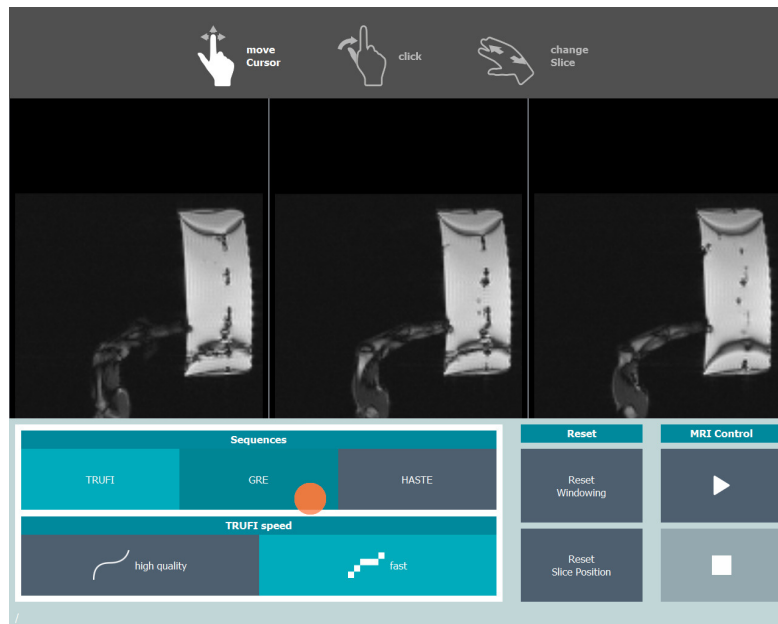 move
Cursor
click
change
Slice
Sequences
TRUFI
GRE
HASTE
TRUFI speed
high quality
fast
Reset
Reset
Windowing
Reset
Slice Position
MRI Control
/